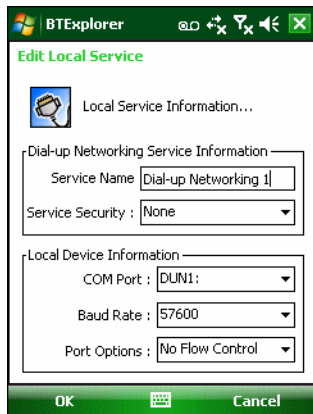 BTExplorer
Edit Local Service
Local Service Information...
Dial-up Networking Service Information
Service Name Dial-up Networking 1
Service Security : None
Local Device Information
COM Port : DUN1:
Baud Rate : 57600
Port Options : No Flow Control
OK Cancel